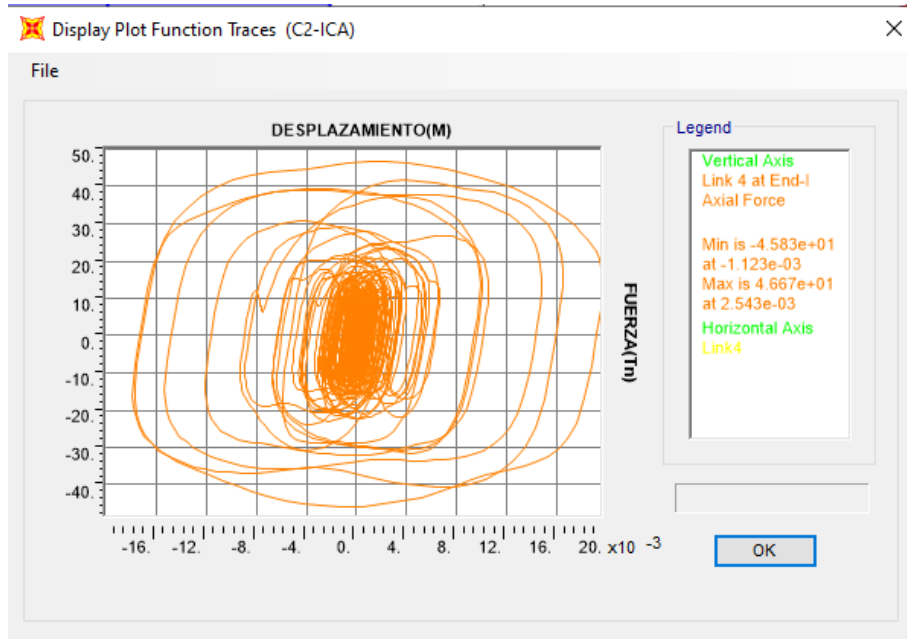 Display Plot Function Traces (C2-ICA)
File
DESPLAZAMIENTO(M)
50.
40.
30.
20.
10.
0.
-10.
-20.
-30.
-40.
-16. -12. -8. -4. 0. 4. 8. 12. 16. 20. x10 -3
FUERZA(Tn)
Legend
Vertical Axis
Link 4 at End-I
Axial Force
Min is -4.583e+01
at -1.123e-03
Max is 4.667e+01
at 2.543e-03
Horizontal Axis
Link4
OK